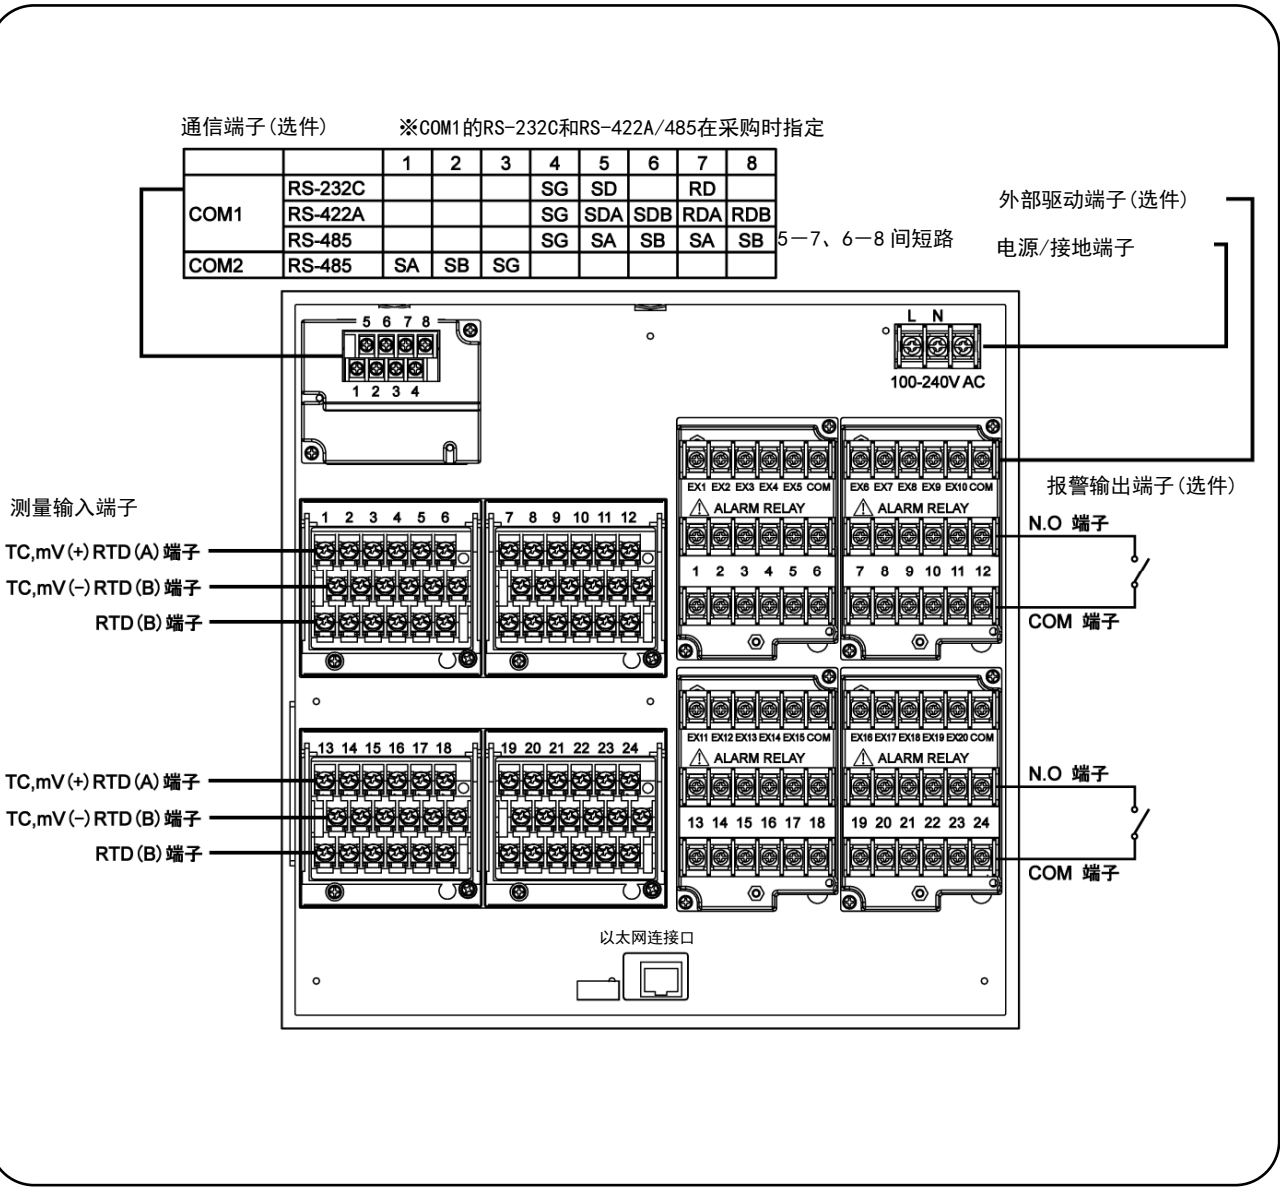 通信端子(选件) ※COM1的RS-232C和RS-422A/485在采购时指定
1 2 3 4 5 6 7 8
COM1 RS-232C SG SD RD
RS-422A SG SDA SDB RDA RDB
RS-485 SG SA SB SA SB 5－7、6－8 间短路
COM2 RS-485 SA SB SG
外部驱动端子(选件)
电源/接地端子
5 6 7 8
1 2 3 4
L N
100-240V AC
EX1 EX2 EX3 EX4 EX5 COM
EX6 EX7 EX8 EX9 EX10 COM
ALARM RELAY
ALARM RELAY
报警输出端子(选件)
N.O 端子
1 2 3 4 5 6
7 8 9 10 11 12
COM 端子
测量输入端子
1 2 3 4 5 6
7 8 9 10 11 12
TC,mV(+) RTD(A)端子
TC,mV(−) RTD(B)端子
RTD(B)端子
EX11 EX12 EX13 EX14 EX15 COM
EX16 EX17 EX18 EX19 EX20 COM
ALARM RELAY
ALARM RELAY
N.O 端子
13 14 15 16 17 18
19 20 21 22 23 24
COM 端子
13 14 15 16 17 18
19 20 21 22 23 24
TC,mV(+) RTD(A)端子
TC,mV(−) RTD(B)端子
RTD(B)端子
以太网连接口